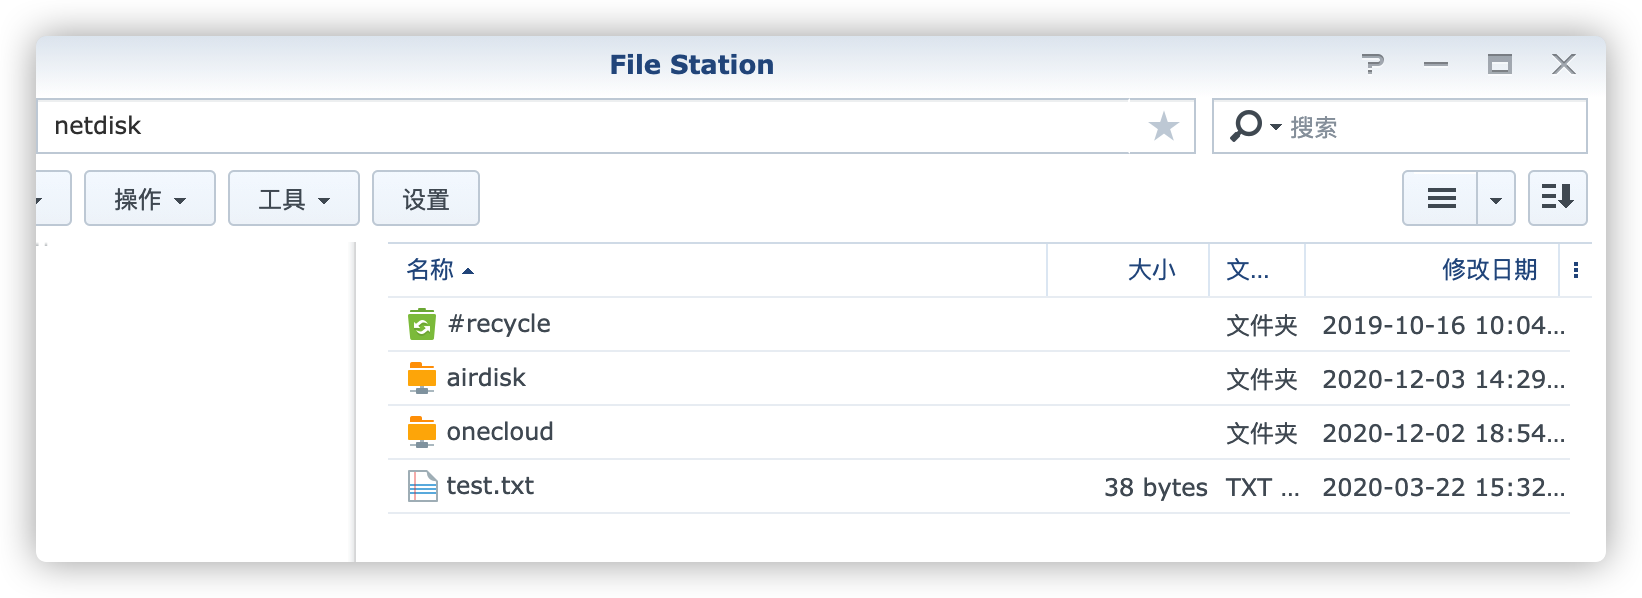 File Station
netdisk
搜索
操作 工具 设置
名称 大小 文... 修改日期
#recycle 文件夹 2019-10-16 10:04...
airdisk 文件夹 2020-12-03 14:29...
onecloud 文件夹 2020-12-02 18:54...
test.txt 38 bytes TXT ... 2020-03-22 15:32...